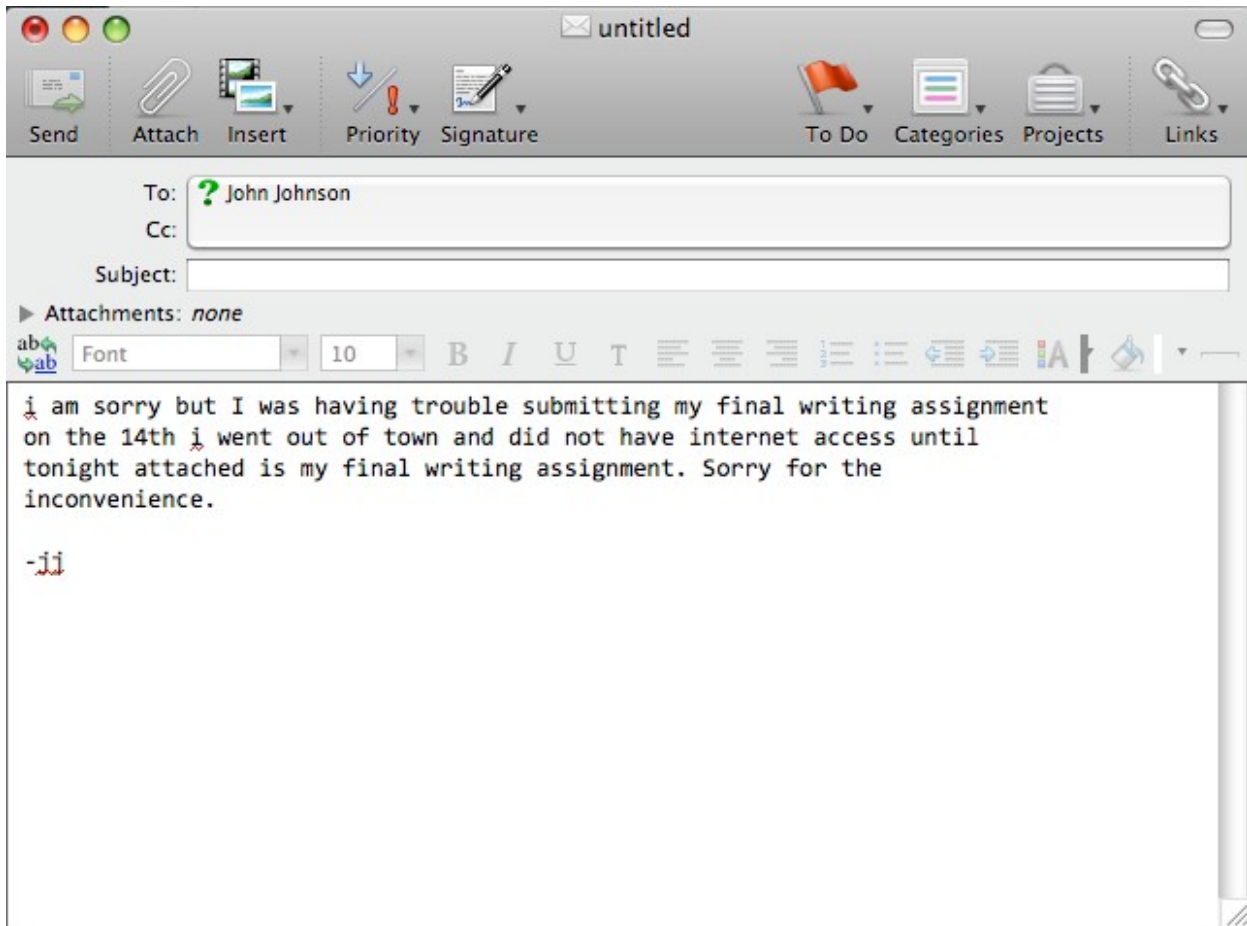 untitled
Send Attach Insert Priority Signature To Do Categories Projects Links
To: ? John Johnson
Cc:
Subject:
Attachments: none
Font 10 B I U T
i am sorry but I was having trouble submitting my final writing assignment
on the 14th i went out of town and did not have internet access until
tonight attached is my final writing assignment. Sorry for the
inconvenience.
-jj